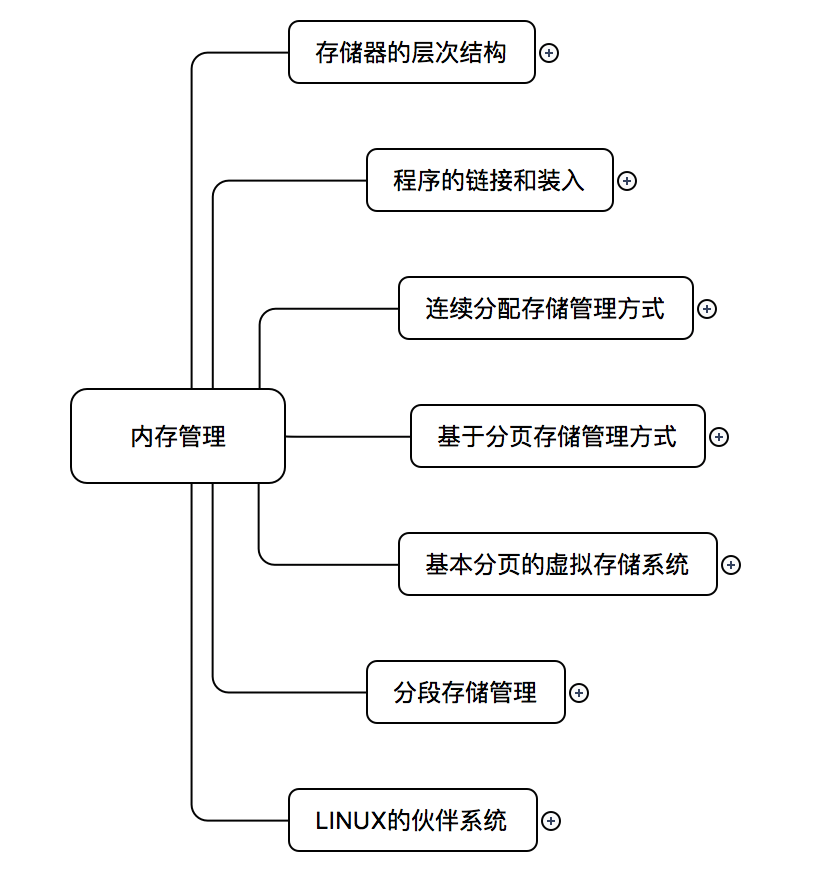 存储器的层次结构
程序的链接和装入
连续分配存储管理方式
内存管理
基于分页存储管理方式
基本分页的虚拟存储系统
分段存储管理
LINUX的伙伴系统